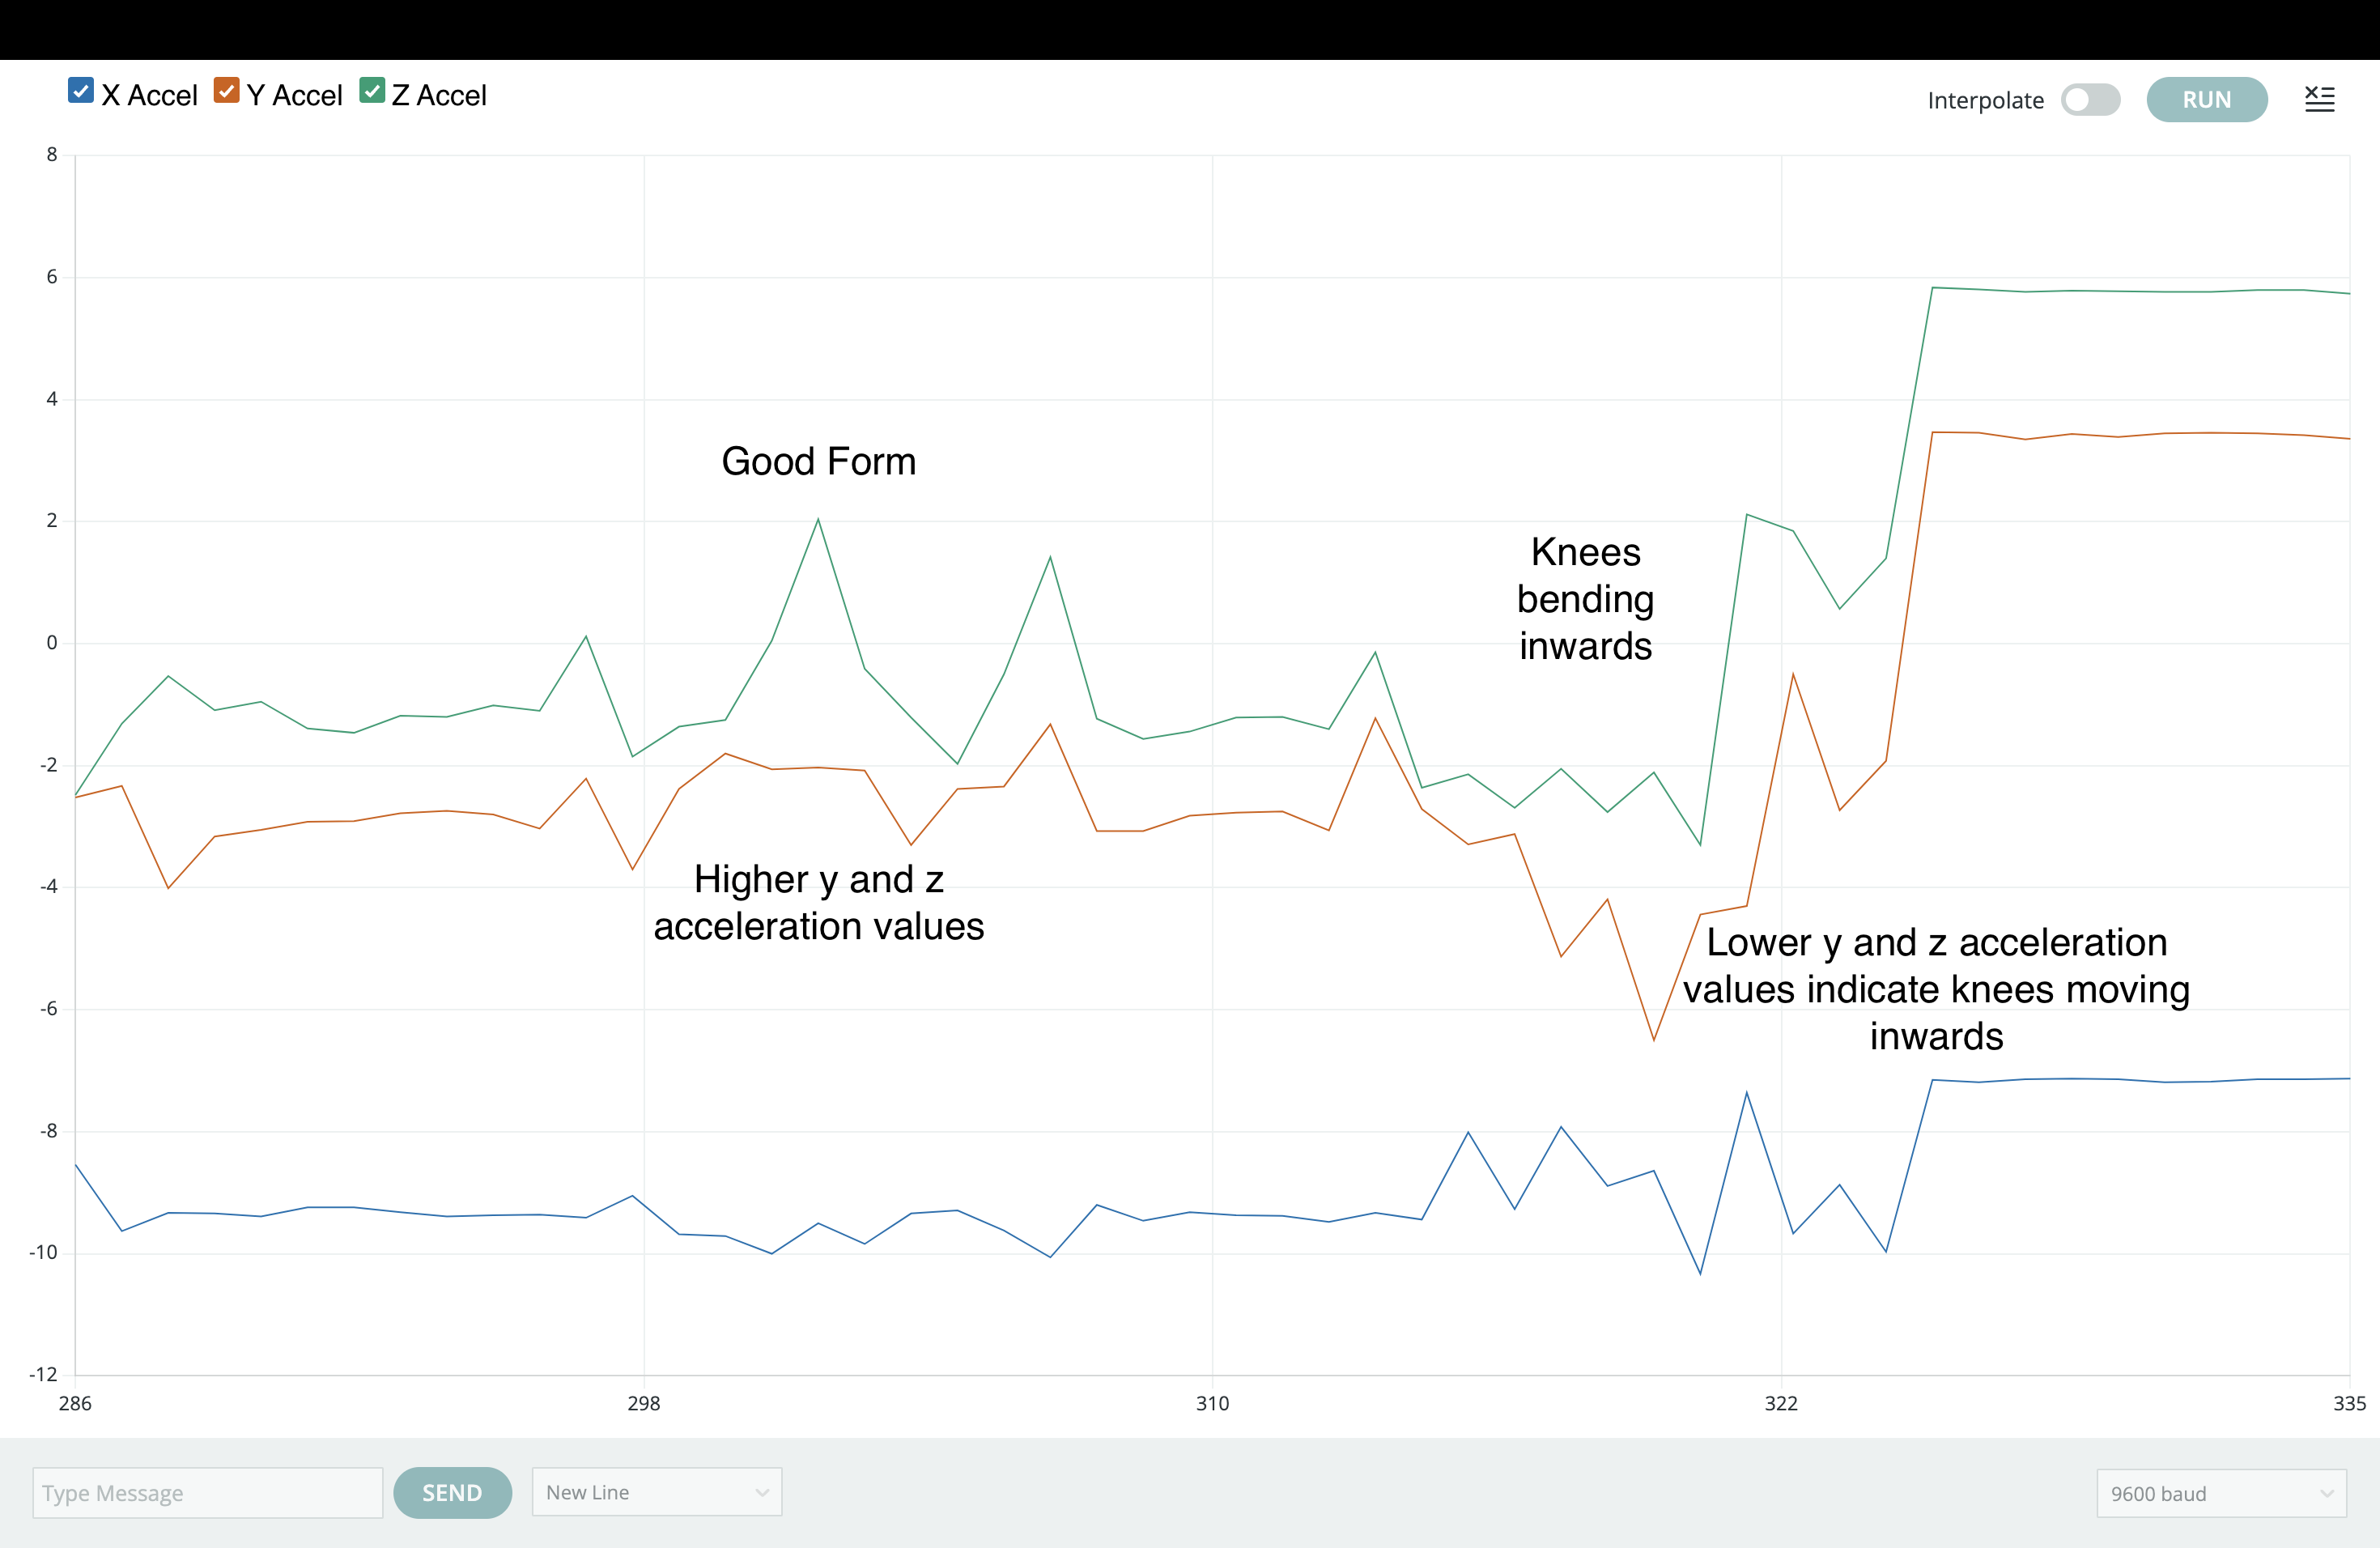 X Accel Y Accel Z Accel
Interpolate RUN
8
6
4
2
0
-2
-4
-6
-8
-10
-12
Good Form
Knees
bending
inwards
Higher y and z
acceleration values
Lower y and z acceleration
values indicate knees moving
inwards
286 298 310 322 335
Type Message SEND New Line 9600 baud